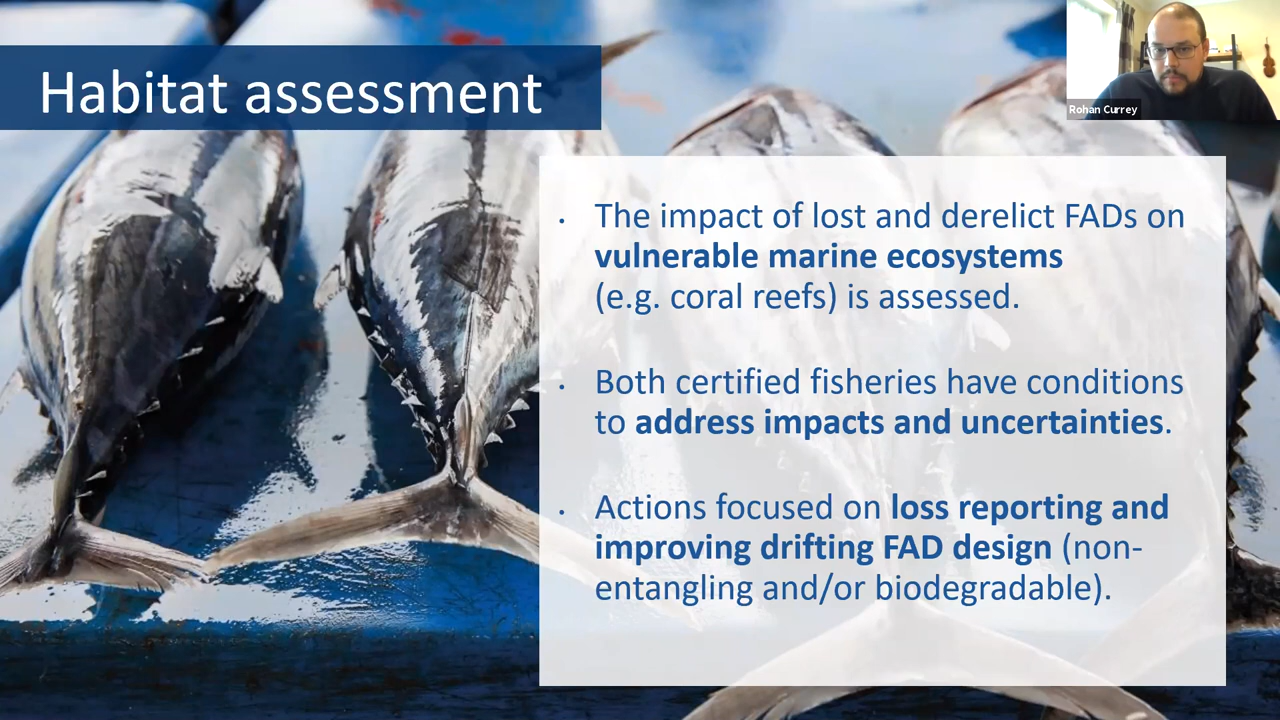 Habitat assessment
Rohan Currey
• The impact of lost and derelict FADs on
vulnerable marine ecosystems
(e.g. coral reefs) is assessed.
• Both certified fisheries have conditions
to address impacts and uncertainties.
• Actions focused on loss reporting and
improving drifting FAD design (non-
entangling and/or biodegradable).